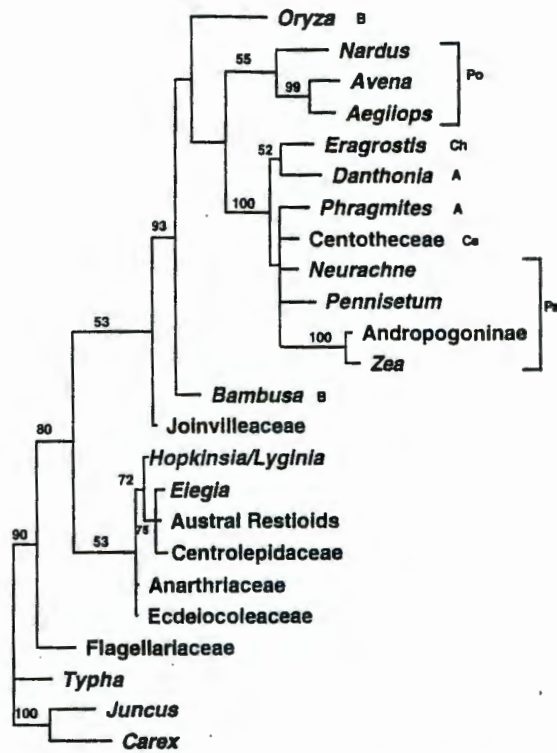 Oryza B
Nardus
55
Po
99
Avena
Aegilops
52
Eragrostis Ch
Danthonia A
100
Phragmites A
93
Centotheceae Ce
Neurachne
Pennisetum
Pa
100
Andropogoninae
53
Zea
Bambusa B
Joinvilleaceae
80
Hopkinsia/Lyginia
72
Elegia
75
Austral Restioids
53
Centrolepidaceae
90
Anarthriaceae
Ecdeiocoleaceae
Flagellariaceae
Typha
100
Juncus
Carex